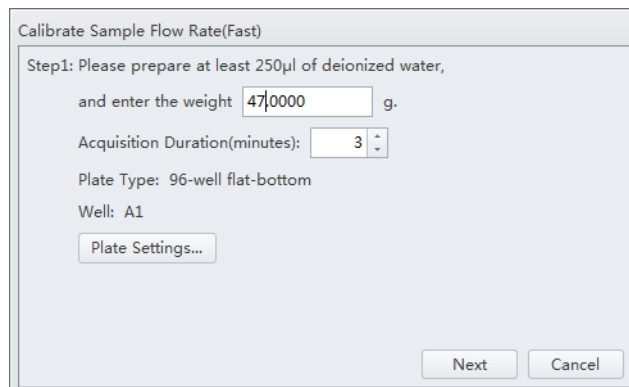 Calibrate Sample Flow Rate(Fast)
Step1: Please prepare at least 250μl of deionized water,
and enter the weight 47.0000 g.
Acquisition Duration(minutes): 3
Plate Type: 96-well flat-bottom
Well: A1
Plate Settings...
Next Cancel